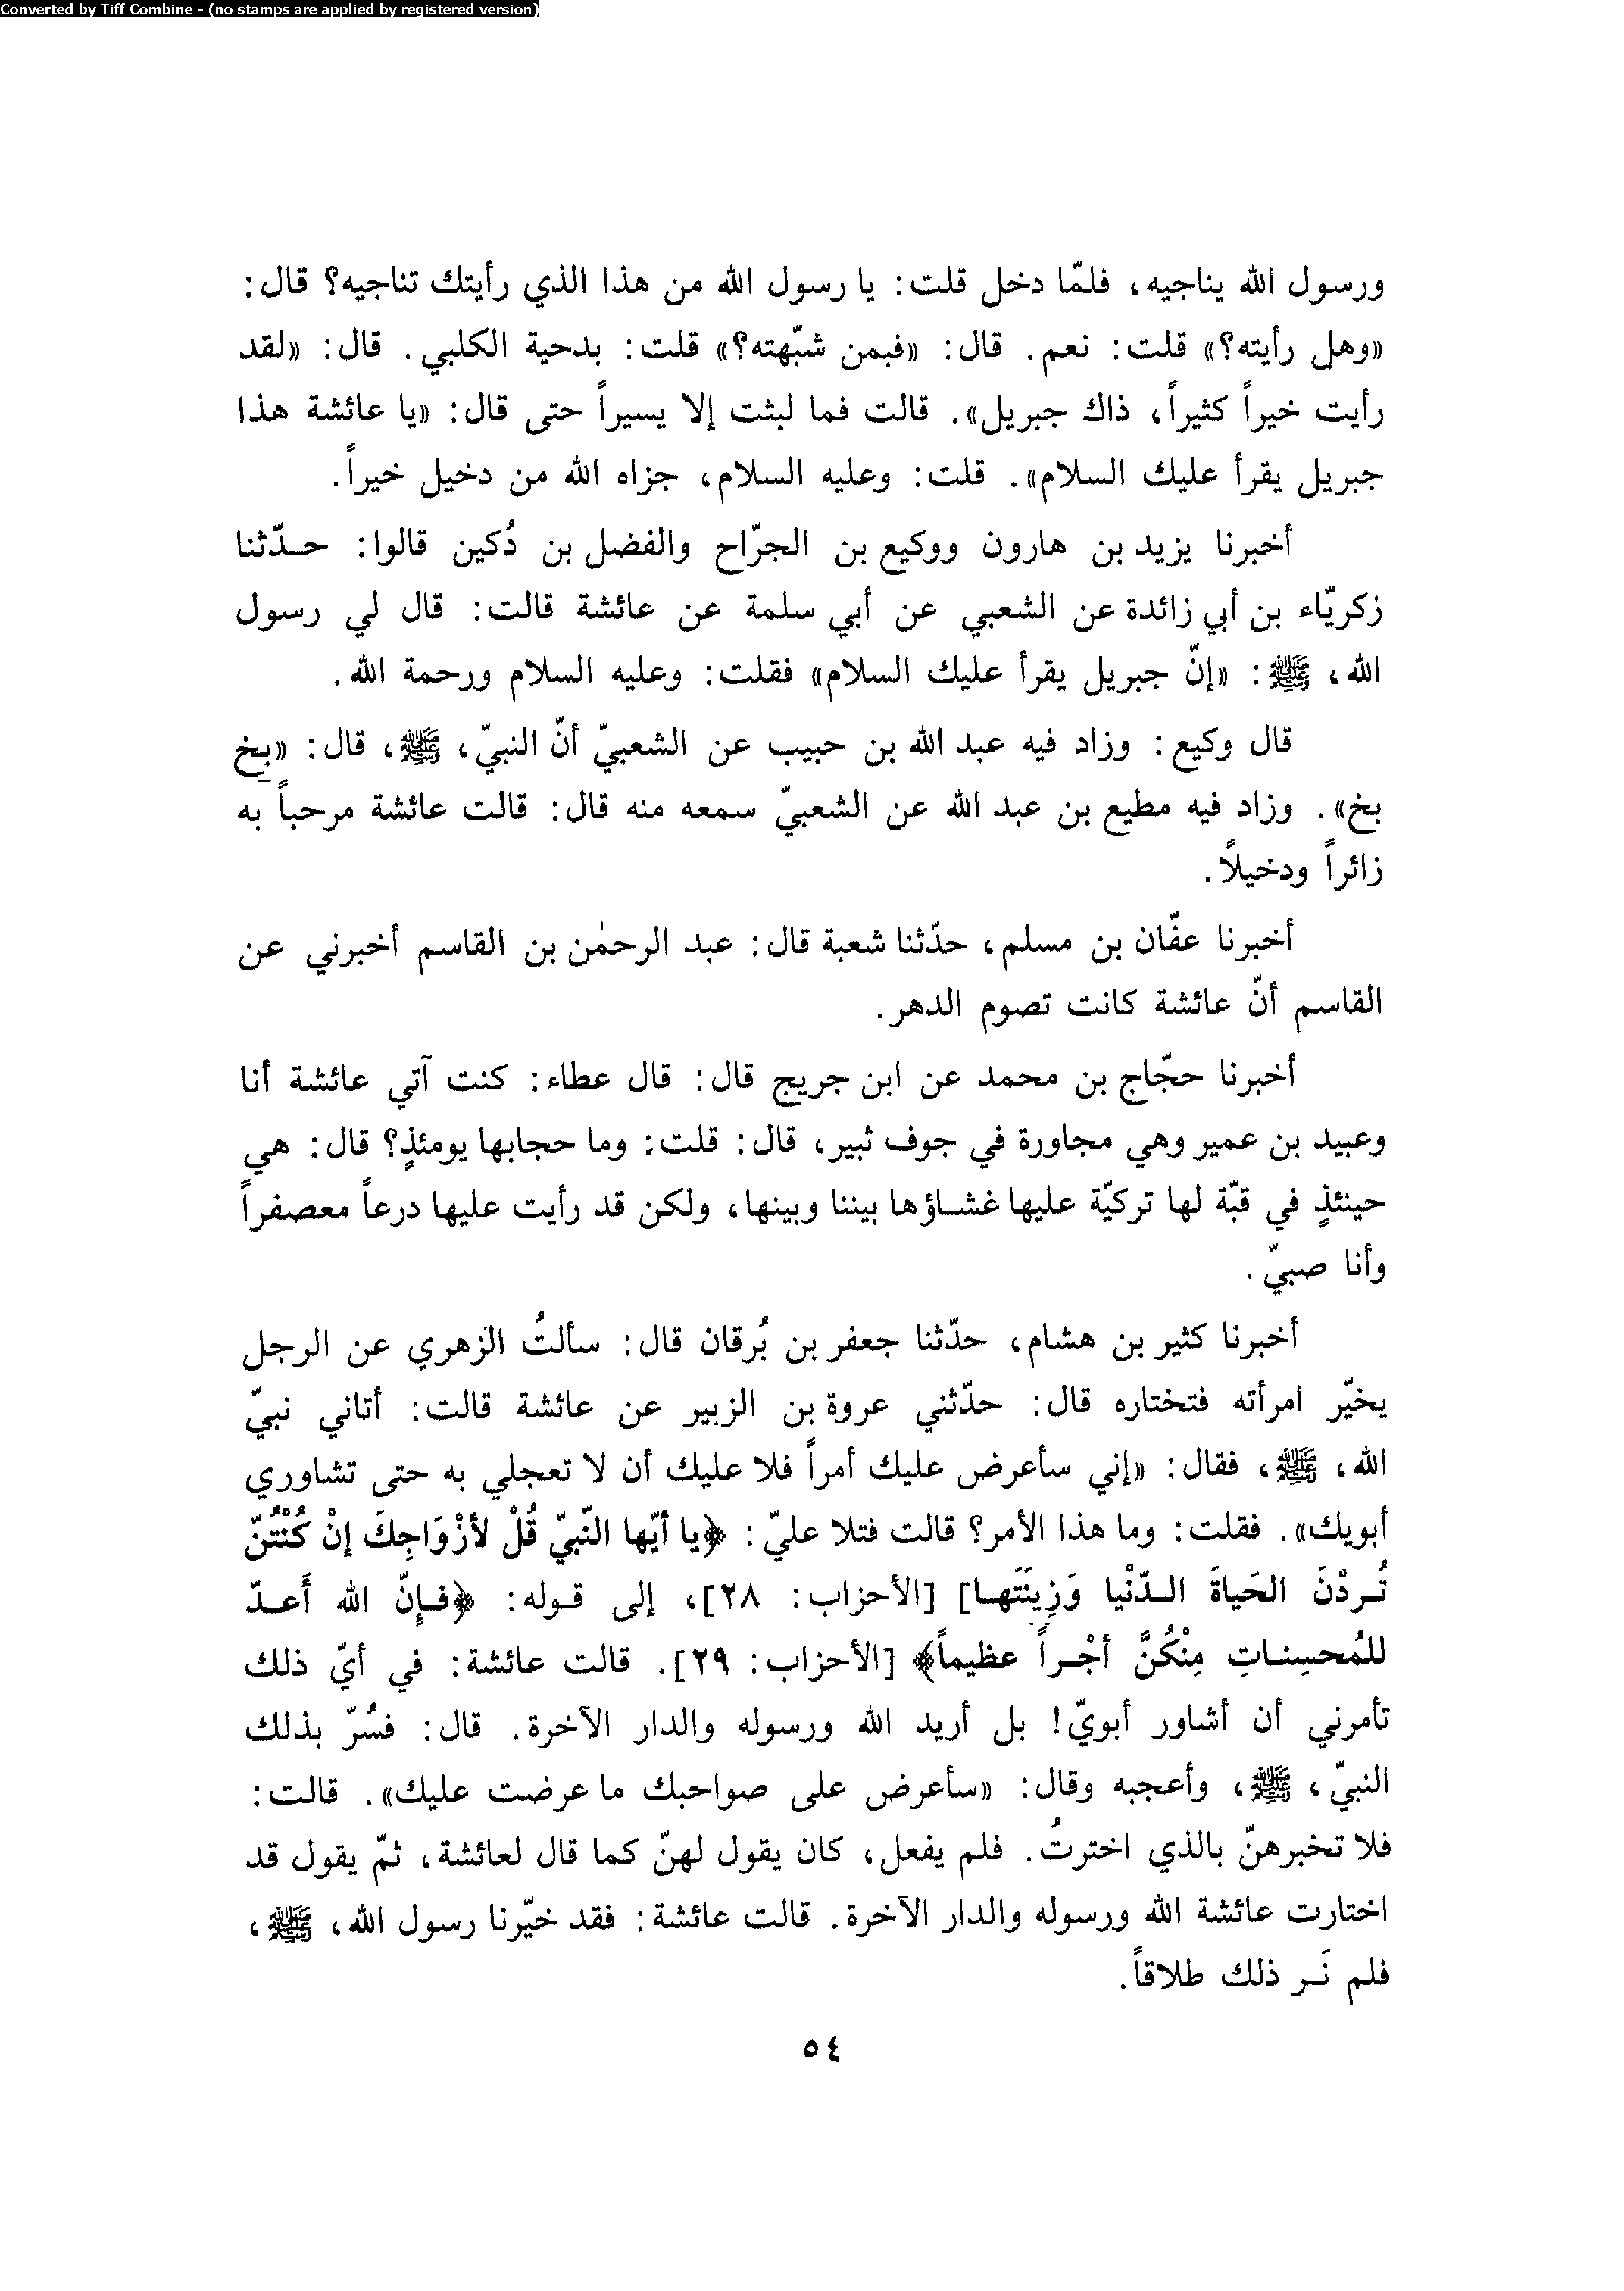 Converted by Tiff Combine - (no stamps are applied by registered version)
ورسول الله يناجيه، فلمّا دخل قلت: يا رسول الله من هذا الذي رأيتك تناجيه؟ قال:
«وهل رأيته؟» قلت: نعم. قال: «فبمن شبّهته؟» قلت: بدحية الكلبي. قال: «لقد
رأيت خيراً كثيراً، ذاك جبريل». قالت فما لبثت إلا يسيراً حتى قال: «يا عائشة هذا
جبريل يقرأ عليك السلام». قلت: وعليه السلام، جزاه الله من دخيل خيراً.
أخبرنا يزيد بن هارون ووكيع بن الجرّاح والفضل بن دُكين قالوا: حـدّثنا
زكريّاء بن أبي زائدة عن الشعبي عن أبي سلمة عن عائشة قالت: قال لي رسول
الله، ﷺ: «إنّ جبريل يقرأ عليك السلام» فقلت: وعليه السلام ورحمة الله.
قال وكيع: وزاد فيه عبد الله بن حبيب عن الشعبيّ أنّ النبيّ، ﷺ، قال: «بخ
بخ». وزاد فيه مطيع بن عبد الله عن الشعبيّ سمعه منه قال: قالت عائشة مرحباً به
زائراً ودخيلاً.
أخبرنا عفّان بن مسلم، حدّثنا شعبة قال: عبد الرحمٰن بن القاسم أخبرني عن
القاسم أنّ عائشة كانت تصوم الدهر.
أخبرنا حجّاج بن محمد عن ابن جريج قال: قال عطاء: كنت آتي عائشة أنا
وعبيد بن عمير وهي مجاورة في جوف ثبير، قال: قلت: وما حجابها يومئذٍ؟ قال: هي
حينئذٍ في قبّة لها تركيّة عليها غشـاؤها بيننا وبينها، ولكن قد رأيت عليها درعاً معصفراً
وأنا صبيّ.
أخبرنا كثير بن هشام، حدّثنا جعفر بن بُرقان قال: سألتُ الزهري عن الرجل
يخيّر امرأته فتختاره قال: حدّثني عروة بن الزبير عن عائشة قالت: أتاني نبيّ
الله، ﷺ، فقال: «إني سأعرض عليك أمراً فلا عليك أن لا تعجلي به حتى تشاوري
أبويك». فقلت: وما هذا الأمر؟ قالت فتلا عليّ: ﴿يا أيّها النّبيّ قُلْ لأزْوَاجِكَ إنْ كُنْتُنّ
تُـردْنَ الحَياةَ الـدّنْيا وَزِينَتَهـا] [الأحزاب: ٢٨]، إلى قـوله: ﴿فـإنّ الله أَعـدّ
للمُحسِنـاتِ مِنْكُنَّ أجْـراً عظيماً﴾ [الأحزاب: ٢٩]. قالت عائشة: في أيّ ذلك
تأمرني أن أشاور أبويّ! بل أريد الله ورسوله والدار الآخرة. قال: فسُرّ بذلك
النبيّ، ﷺ، وأعجبه وقال: «سأعرض على صواحبك ما عرضت عليك». قالت:
فلا تخبرهنّ بالذي اخترتُ. فلم يفعل، كان يقول لهنّ كما قال لعائشة، ثمّ يقول قد
اختارت عائشة الله ورسوله والدار الآخرة. قالت عائشة: فقد خيّرنا رسول الله، ﷺ،
فلم نَـر ذلك طلاقاً.
٥٤